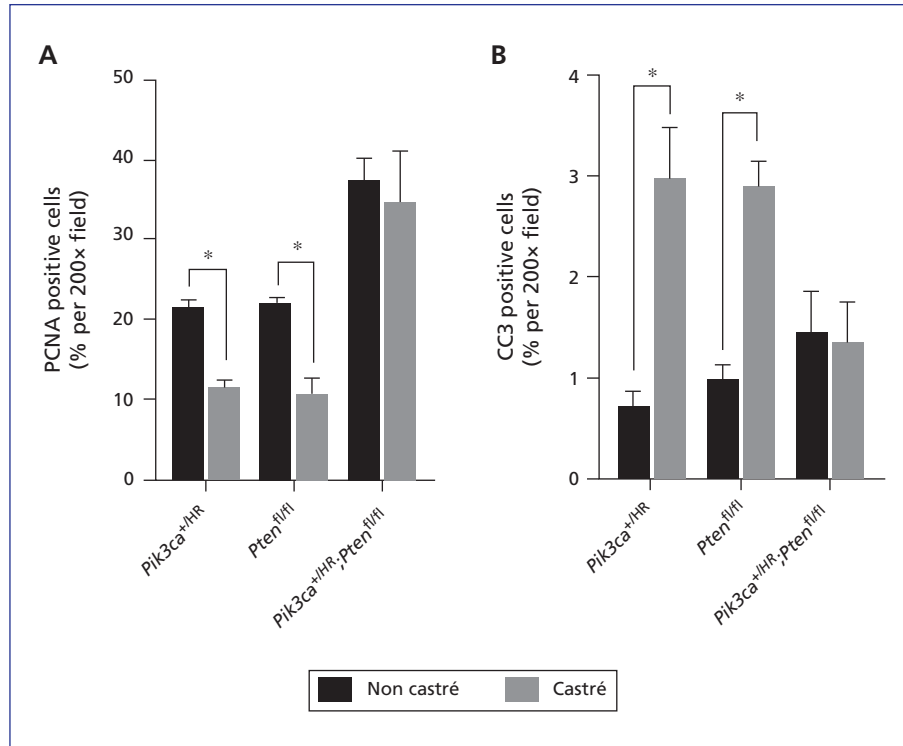 A
PCNA positive cells
(% per 200× field)
50
40
30
20
10
0
*
*
Pik3ca+/HR
Ptenfl/fl
Pik3ca+/HR;Ptenfl/fl
B
CC3 positive cells
(% per 200× field)
4
3
2
1
0
*
*
Pik3ca+/HR
Ptenfl/fl
Pik3ca+/HR;Ptenfl/fl
Non castré
Castré